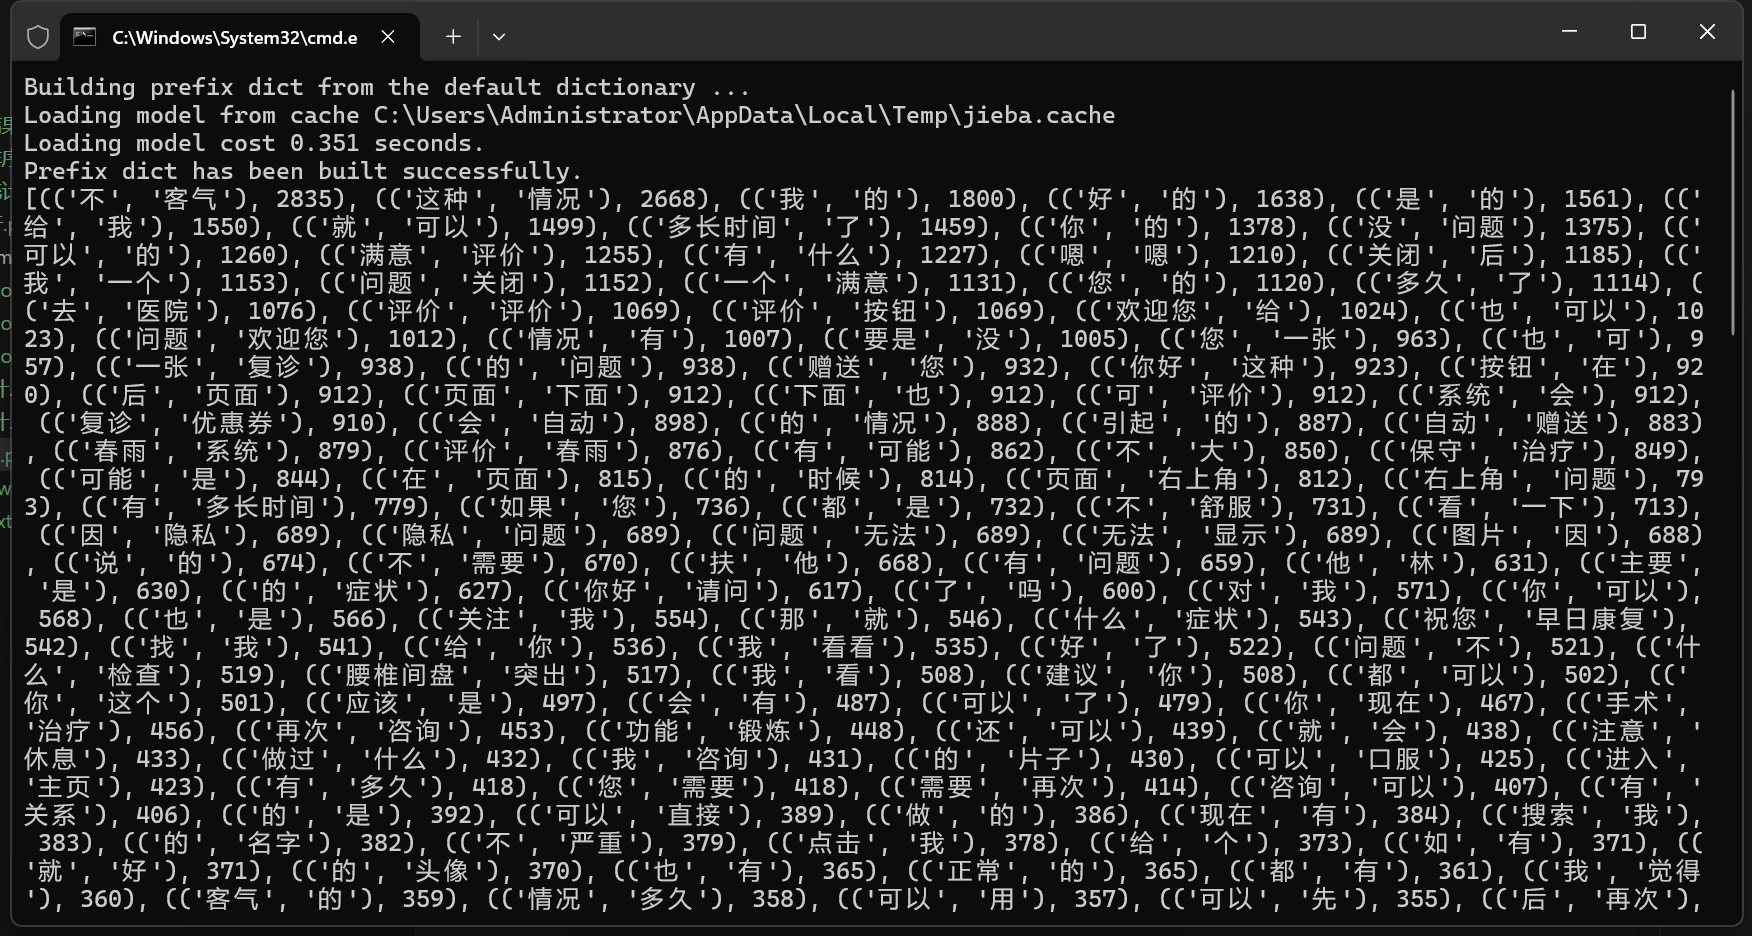 C:\Windows\System32\cmd.e
Building prefix dict from the default dictionary ...
Loading model from cache C:\Users\Administrator\AppData\Local\Temp\jieba.cache
Loading model cost 0.351 seconds.
Prefix dict has been built successfully.
[(('不', '客气'), 2835), (('这种', '情况'), 2668), (('我', '的'), 1800), (('好', '的'), 1638), (('是', '的'), 1561), (('
给', '我'), 1550), (('就', '可以'), 1499), (('多长时间', '了'), 1459), (('你', '的'), 1378), (('没', '问题'), 1375), (('
可以', '的'), 1260), (('满意', '评价'), 1255), (('有', '什么'), 1227), (('嗯', '嗯'), 1210), (('关闭', '后'), 1185), (('
我', '一个'), 1153), (('问题', '关闭'), 1152), (('一个', '满意'), 1131), (('您', '的'), 1120), (('多久', '了'), 1114), (
('去', '医院'), 1076), (('评价', '评价'), 1069), (('评价', '按钮'), 1069), (('欢迎您', '给'), 1024), (('也', '可以'), 10
23), (('问题', '欢迎您'), 1012), (('情况', '有'), 1007), (('要是', '没'), 1005), (('您', '一张'), 963), (('也', '可'), 9
57), (('一张', '复诊'), 938), (('的', '问题'), 938), (('赠送', '您'), 932), (('你好', '这种'), 923), (('按钮', '在'), 92
0), (('后', '页面'), 912), (('页面', '下面'), 912), (('下面', '也'), 912), (('可', '评价'), 912), (('系统', '会'), 912),
(('复诊', '优惠券'), 910), (('会', '自动'), 898), (('的', '情况'), 888), (('引起', '的'), 887), (('自动', '赠送'), 883)
, (('春雨', '系统'), 879), (('评价', '春雨'), 876), (('有', '可能'), 862), (('不', '大'), 850), (('保守', '治疗'), 849),
(('可能', '是'), 844), (('在', '页面'), 815), (('的', '时候'), 814), (('页面', '右上角'), 812), (('右上角', '问题'), 79
3), (('有', '多长时间'), 779), (('如果', '您'), 736), (('都', '是'), 732), (('不', '舒服'), 731), (('看', '一下'), 713),
(('因', '隐私'), 689), (('隐私', '问题'), 689), (('问题', '无法'), 689), (('无法', '显示'), 689), (('图片', '因'), 688)
, (('说', '的'), 674), (('不', '需要'), 670), (('扶', '他'), 668), (('有', '问题'), 659), (('他', '林'), 631), (('主要',
'是'), 630), (('的', '症状'), 627), (('你好', '请问'), 617), (('了', '吗'), 600), (('对', '我'), 571), (('你', '可以'),
568), (('也', '是'), 566), (('关注', '我'), 554), (('那', '就'), 546), (('什么', '症状'), 543), (('祝您', '早日康复'),
542), (('找', '我'), 541), (('给', '你'), 536), (('我', '看看'), 535), (('好', '了'), 522), (('问题', '不'), 521), (('什
么', '检查'), 519), (('腰椎间盘', '突出'), 517), (('我', '看'), 508), (('建议', '你'), 508), (('都', '可以'), 502), (('
你', '这个'), 501), (('应该', '是'), 497), (('会', '有'), 487), (('可以', '了'), 479), (('你', '现在'), 467), (('手术',
'治疗'), 456), (('再次', '咨询'), 453), (('功能', '锻炼'), 448), (('还', '可以'), 439), (('就', '会'), 438), (('注意', '
休息'), 433), (('做过', '什么'), 432), (('我', '咨询'), 431), (('的', '片子'), 430), (('可以', '口服'), 425), (('进入',
'主页'), 423), (('有', '多久'), 418), (('您', '需要'), 418), (('需要', '再次'), 414), (('咨询', '可以'), 407), (('有', '
关系'), 406), (('的', '是'), 392), (('可以', '直接'), 389), (('做', '的'), 386), (('现在', '有'), 384), (('搜索', '我'),
383), (('的', '名字'), 382), (('不', '严重'), 379), (('点击', '我'), 378), (('给', '个'), 373), (('如', '有'), 371), ((
'就', '好'), 371), (('的', '头像'), 370), (('也', '有'), 365), (('正常', '的'), 365), (('都', '有'), 361), (('我', '觉得
'), 360), (('客气', '的'), 359), (('情况', '多久'), 358), (('可以', '用'), 357), (('可以', '先'), 355), (('后', '再次'),